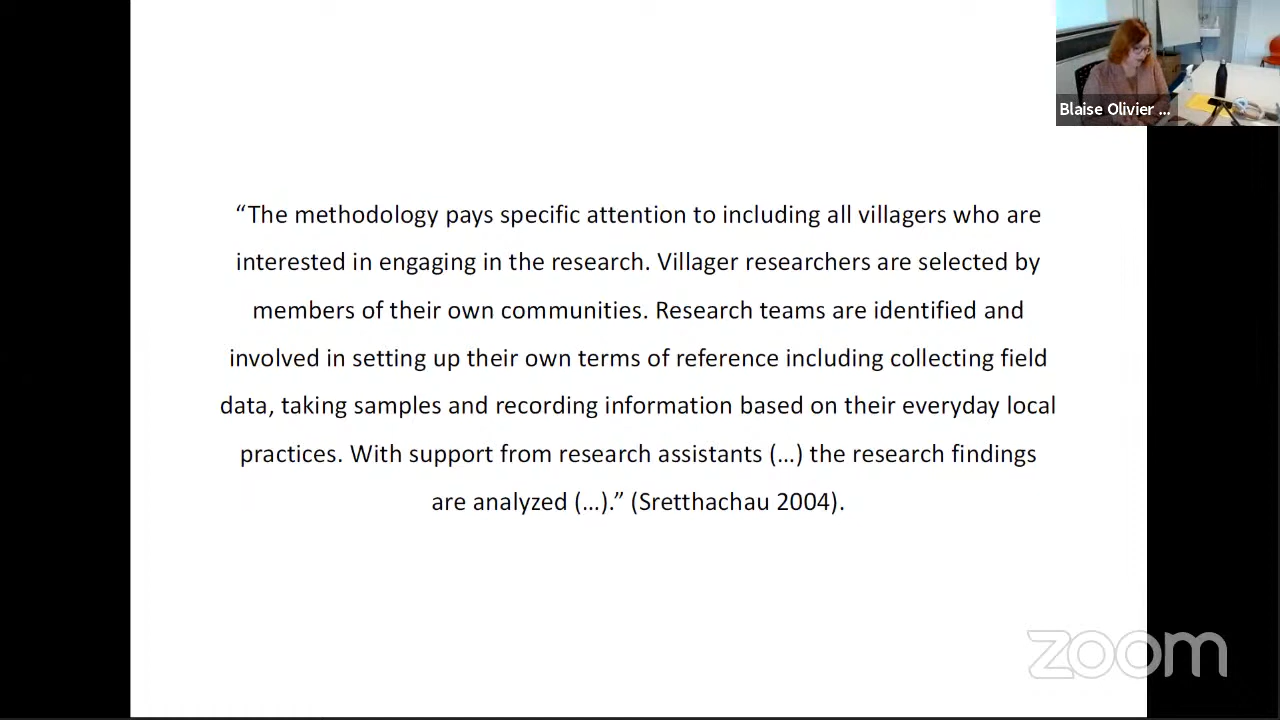 Blaise Olivier ...
“The methodology pays specific attention to including all villagers who are
interested in engaging in the research. Villager researchers are selected by
members of their own communities. Research teams are identified and
involved in setting up their own terms of reference including collecting field
data, taking samples and recording information based on their everyday local
practices. With support from research assistants (…) the research findings
are analyzed (…).” (Sretthachau 2004).
zoom